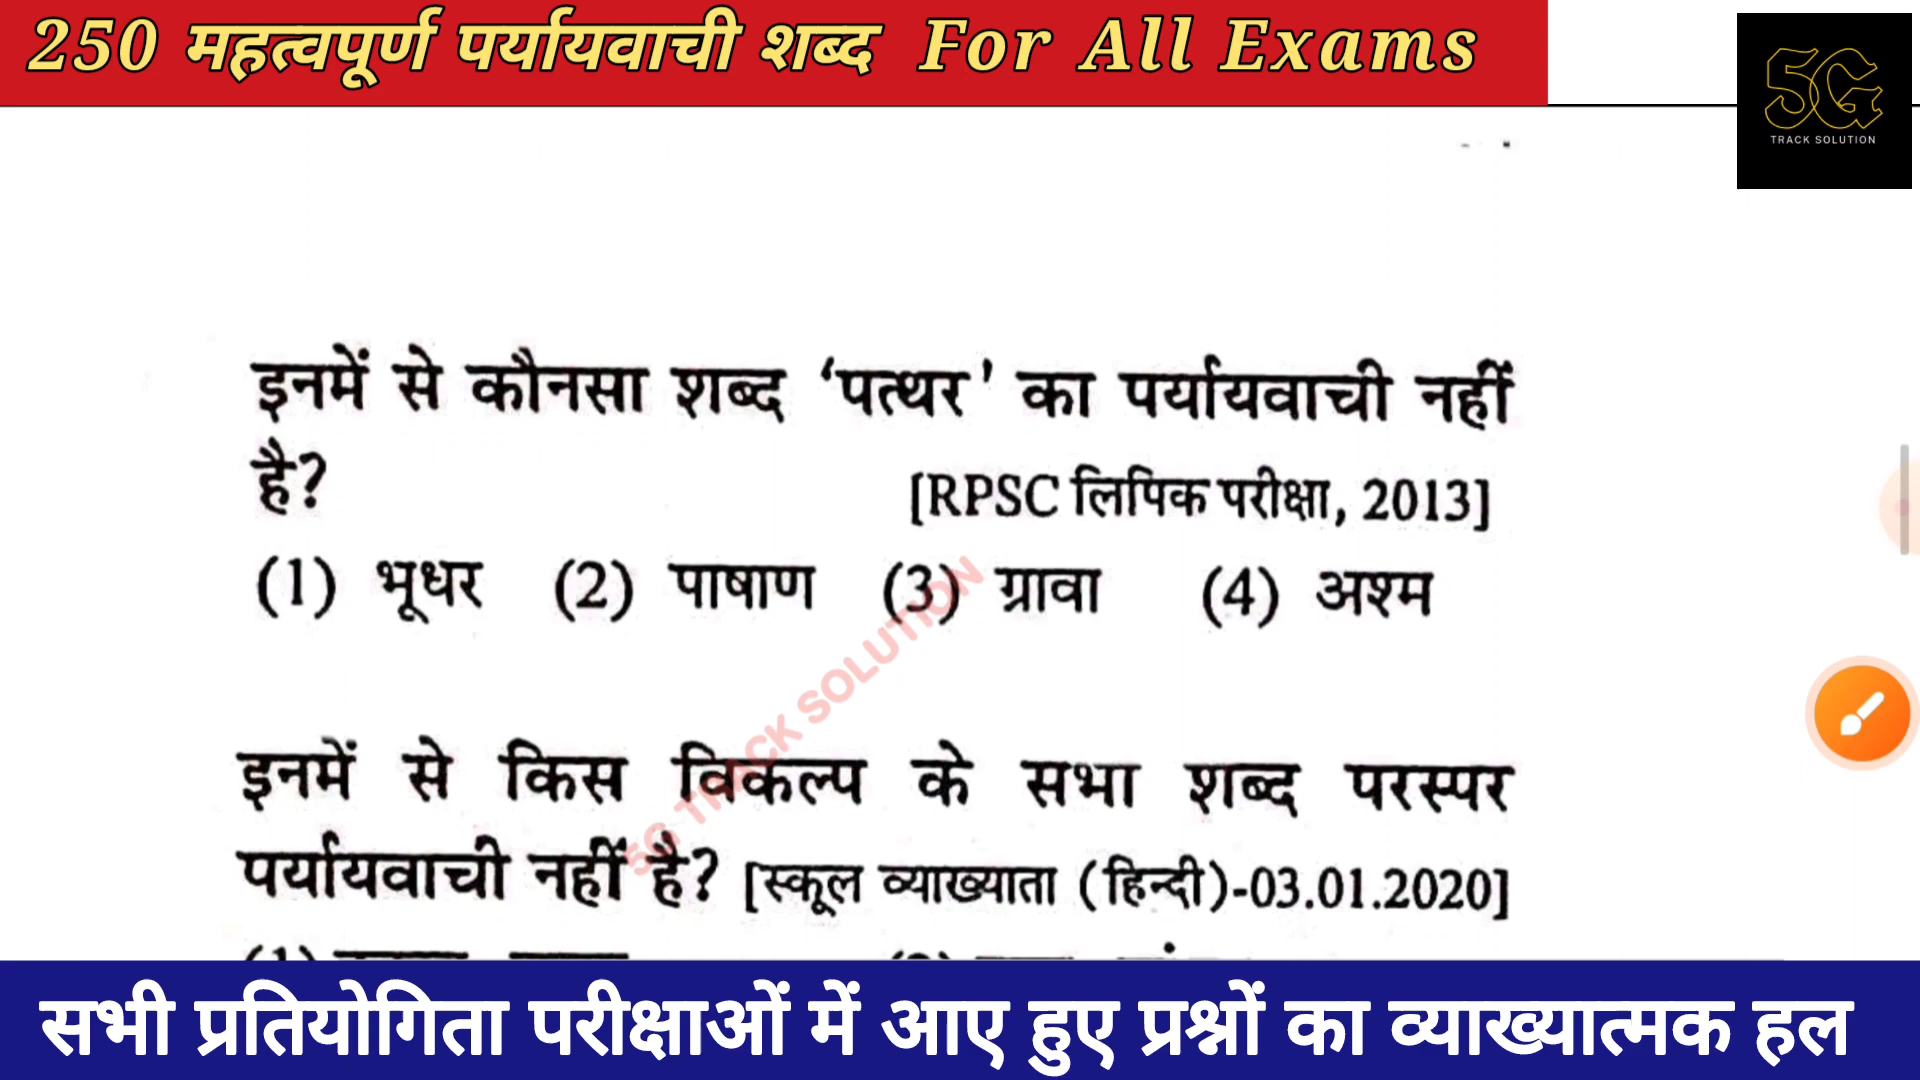 250 महत्वपूर्ण पर्यायवाची शब्द For All Exams
5G
TRACK SOLUTION
इनमें से कौनसा शब्द ‘पत्थर’ का पर्यायवाची नहीं
है? [RPSC लिपिक परीक्षा, 2013]
(1) भूधर (2) पाषाण (3) ग्रावा (4) अश्म
5G TRACK SOLUTION
इनमें से किस विकल्प के सभा शब्द परस्पर
पर्यायवाची नहीं है? [स्कूल व्याख्याता (हिन्दी)-03.01.2020]
सभी प्रतियोगिता परीक्षाओं में आए हुए प्रश्नों का व्याख्यात्मक हल